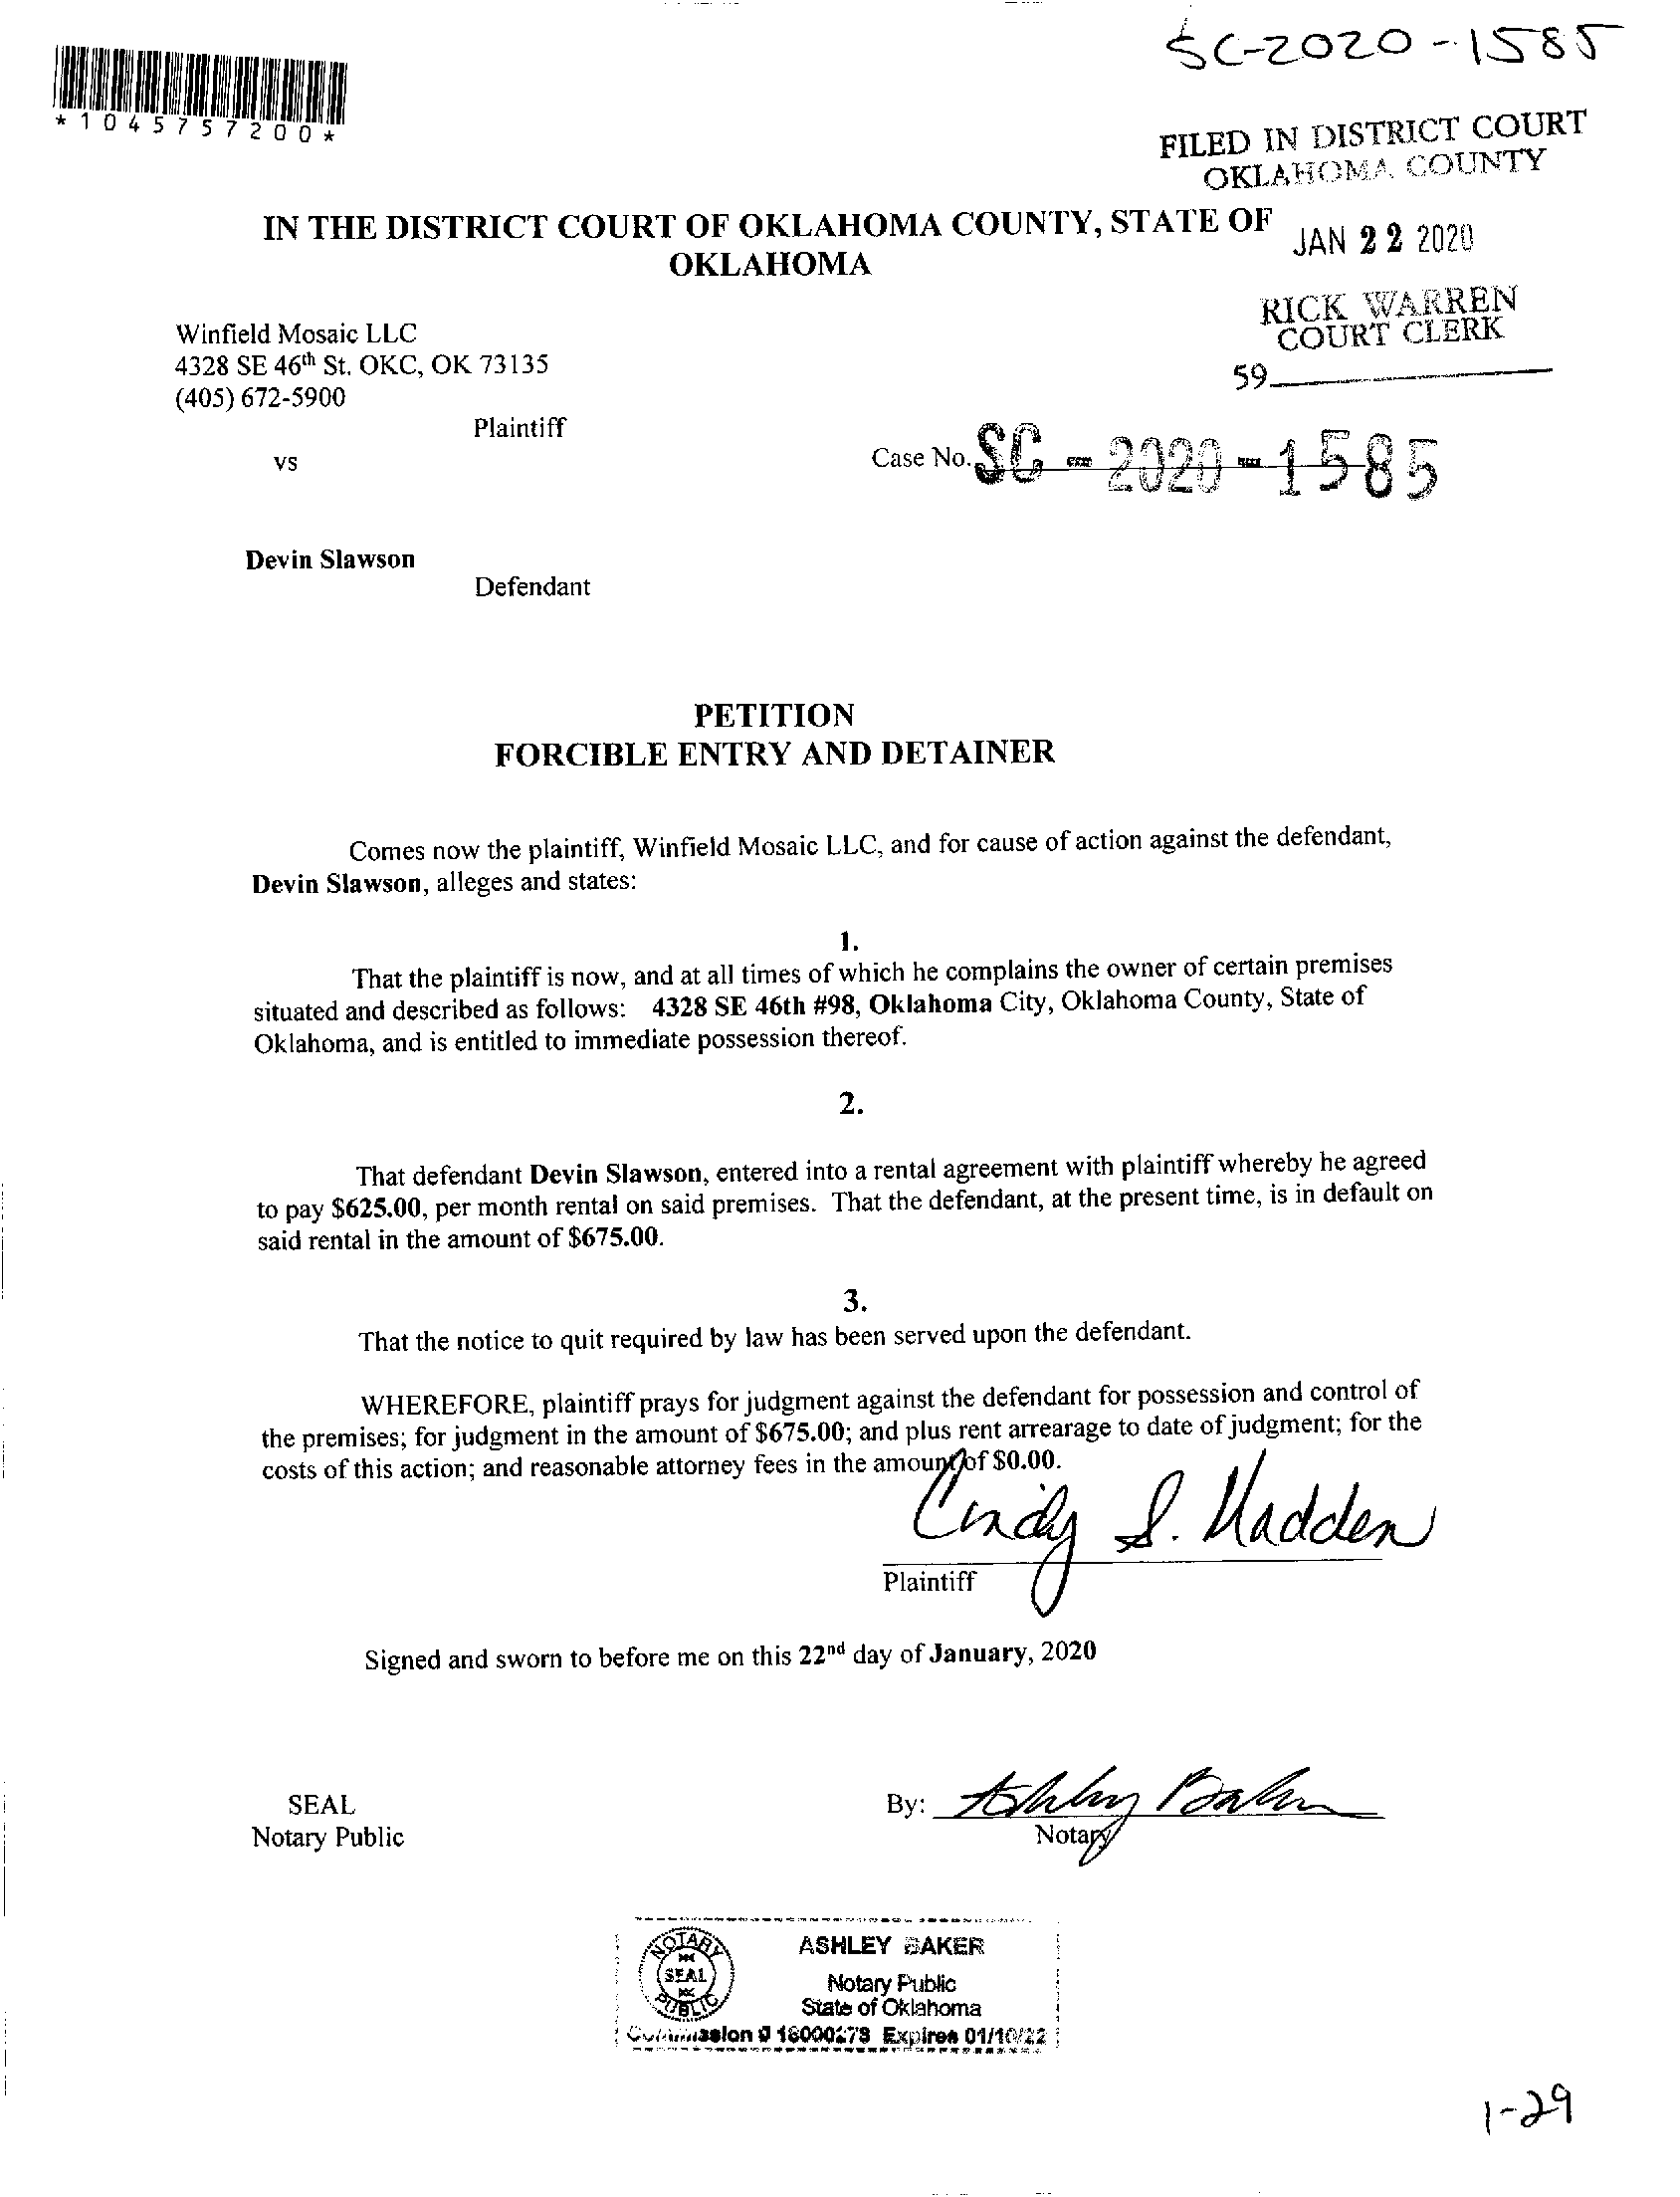 SC-2020-1585
*1045757200*
FILED IN DISTRICT COURT
OKLAHOMA COUNTY
IN THE DISTRICT COURT OF OKLAHOMA COUNTY, STATE OF
OKLAHOMA
JAN 22 2020
RICK WARREN
COURT CLERK
59
Winfield Mosaic LLC
4328 SE 46th St. OKC, OK 73135
(405) 672-5900
Plaintiff
vs
Case No. SC - 2020 - 1585
Devin Slawson
Defendant
PETITION
FORCIBLE ENTRY AND DETAINER
Comes now the plaintiff, Winfield Mosaic LLC, and for cause of action against the defendant,
Devin Slawson, alleges and states:
1.
That the plaintiff is now, and at all times of which he complains the owner of certain premises
situated and described as follows: 4328 SE 46th #98, Oklahoma City, Oklahoma County, State of
Oklahoma, and is entitled to immediate possession thereof.
2.
That defendant Devin Slawson, entered into a rental agreement with plaintiff whereby he agreed
to pay $625.00, per month rental on said premises. That the defendant, at the present time, is in default on
said rental in the amount of $675.00.
3.
That the notice to quit required by law has been served upon the defendant.
WHEREFORE, plaintiff prays for judgment against the defendant for possession and control of
the premises; for judgment in the amount of $675.00; and plus rent arrearage to date of judgment; for the
costs of this action; and reasonable attorney fees in the amount of $0.00.
Cindy S. Madden
Plaintiff
Signed and sworn to before me on this 22nd day of January, 2020
SEAL
Notary Public
By: Ashley Baker
Notary
NOTARY
SEAL
PUBLIC
ASHLEY BAKER
Notary Public
State of Oklahoma
Commission # Expires 01/10/22
1-29